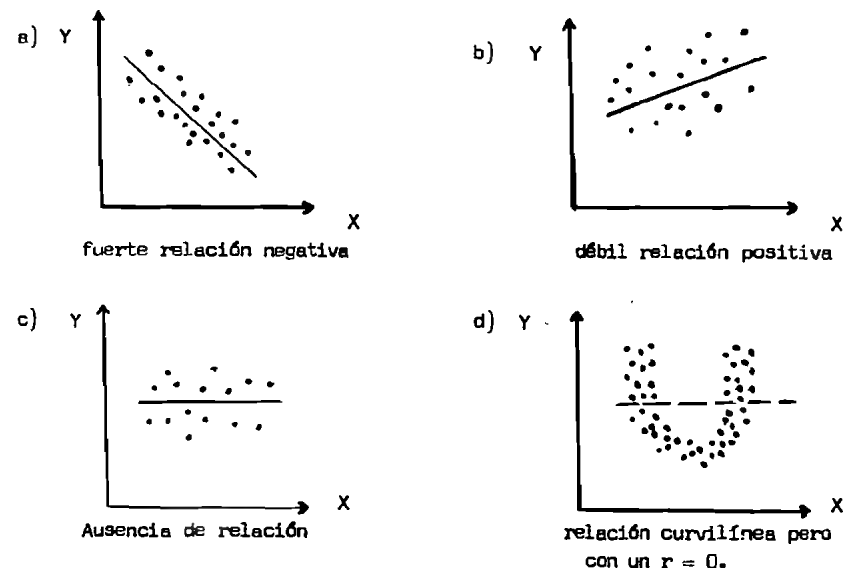 a) Y
X
fuerte relación negativa
b) Y
X
débil relación positiva
c) Y
X
Ausencia de relación
d) Y
X
relación curvilínea pero
con un r = 0.